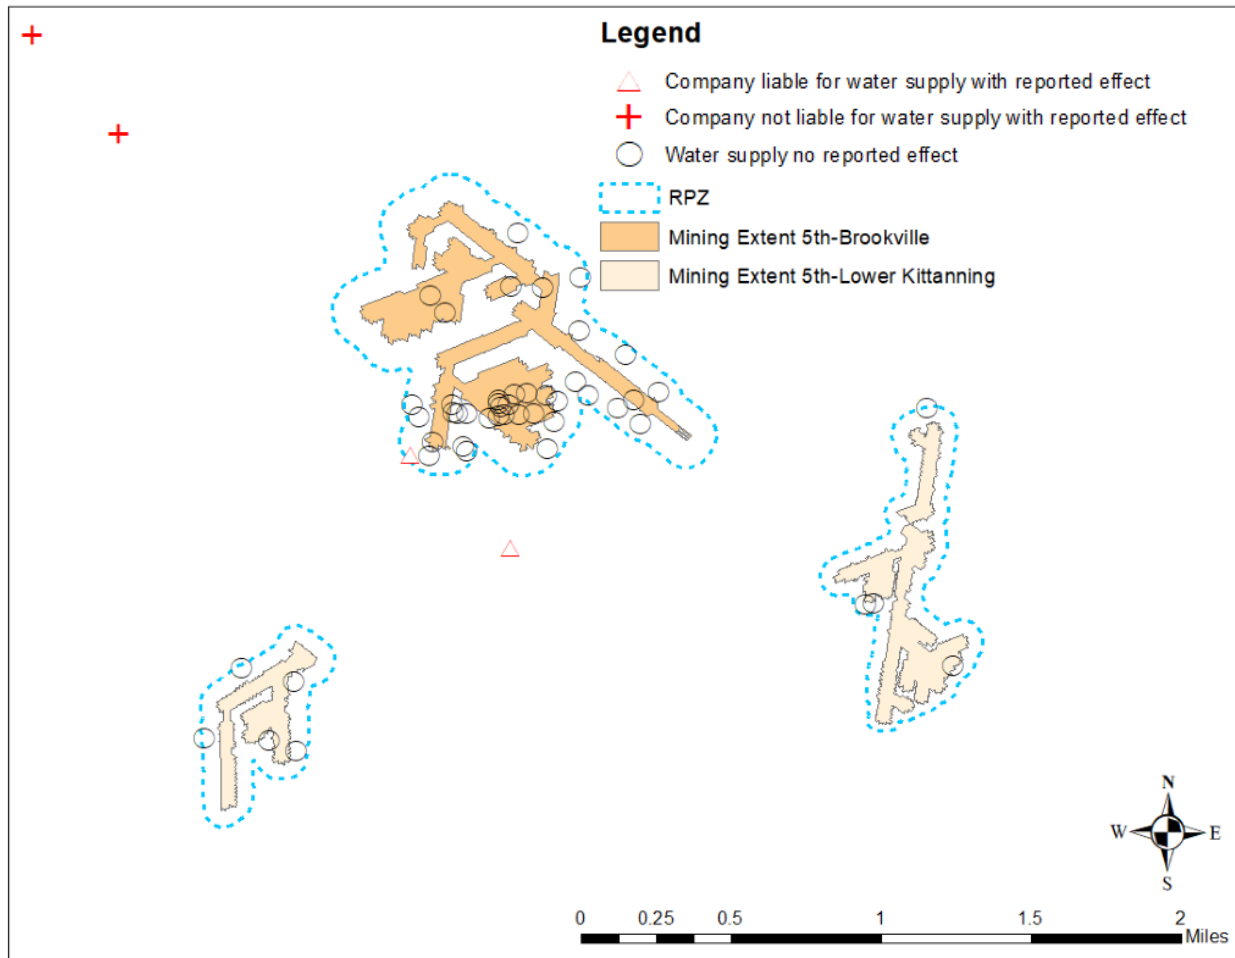 Legend
Company liable for water supply with reported effect
Company not liable for water supply with reported effect
Water supply no reported effect
RPZ
Mining Extent 5th-Brookville
Mining Extent 5th-Lower Kittanning
N
W E
S
0 0.25 0.5 1 1.5 2
Miles